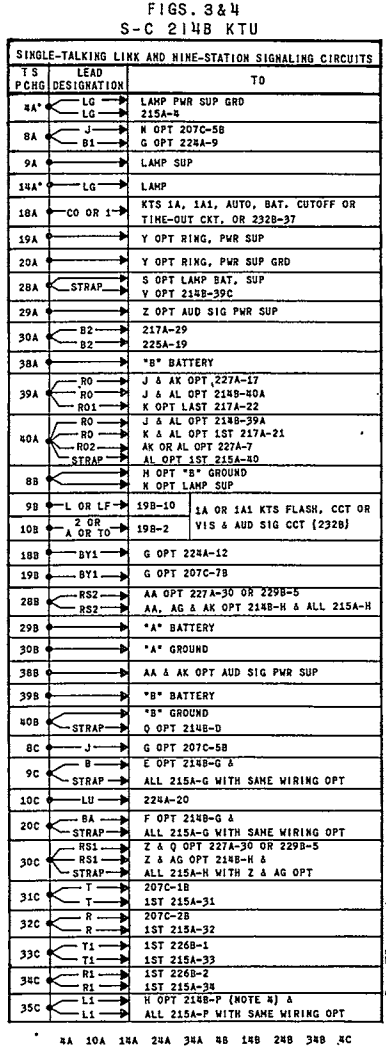 FIGS. 3&4
S-C 214B KTU
SINGLE-TALKING LINK AND NINE-STATION SIGNALING CIRCUITS
TS PCHG LEAD DESIGNATION TO
4A* LG LAMP PWR SUP GRD
LG 215A-4
8A J N OPT 207C-5B
B1 G OPT 224A-9
9A LAMP SUP
14A* LG LAMP
18A CO OR 1 KTS 1A, 1A1, AUTO, BAT. CUTOFF OR
TIME-OUT CKT, OR 232B-37
19A Y OPT RING, PWR SUP
20A Y OPT RING, PWR SUP GRD
28A STRAP S OPT LAMP BAT, SUP
V OPT 214B-39C
29A Z OPT AUD SIG PWR SUP
30A B2 217A-29
B2 225A-19
38A "B" BATTERY
39A RO J & AK OPT 227A-17
RO J & AL OPT 214B-40A
RO1 K OPT LAST 217A-22
40A RO J & AL OPT 214B-39A
RO K & AL OPT 1ST 217A-21
RO2 AK OR AL OPT 227A-7
STRAP AL OPT 1ST 215A-40
8B H OPT "B" GROUND
N OPT LAMP SUP
9B L OR LF 19B-10 1A OR 1A1 KTS FLASH, CCT OR
10B 2 OR A OR TO 19B-2 VIS & AUD SIG CCT (232B)
18B BY1 G OPT 224A-12
19B BY1 G OPT 207C-7B
28B RS2 AA OPT 227A-30 OR 229B-5
RS2 AA, AG & AK OPT 214B-H & ALL 215A-H
29B "A" BATTERY
30B "A" GROUND
38B AA & AK OPT AUD SIG PWR SUP
39B "B" BATTERY
40B "B" GROUND
STRAP Q OPT 214B-D
8C J G OPT 207C-5B
9C B E OPT 214B-G &
STRAP ALL 215A-G WITH SAME WIRING OPT
10C LU 224A-20
20C BA F OPT 214B-G &
STRAP ALL 215A-G WITH SAME WIRING OPT
30C RS1 Z & Q OPT 227A-30 OR 229B-5
RS1 Z & AG OPT 214B-H &
STRAP ALL 215A-H WITH Z & AG OPT
31C T 207C-1B
T 1ST 215A-31
32C R 207C-2B
R 1ST 215A-32
33C T1 1ST 226B-1
T1 1ST 215A-33
34C R1 1ST 226B-2
R1 1ST 215A-34
35C L1 H OPT 214B-P (NOTE 4) &
L1 ALL 215A-P WITH SAME WIRING OPT
* 4A 10A 14A 24A 34A 4B 14B 24B 34B 4C